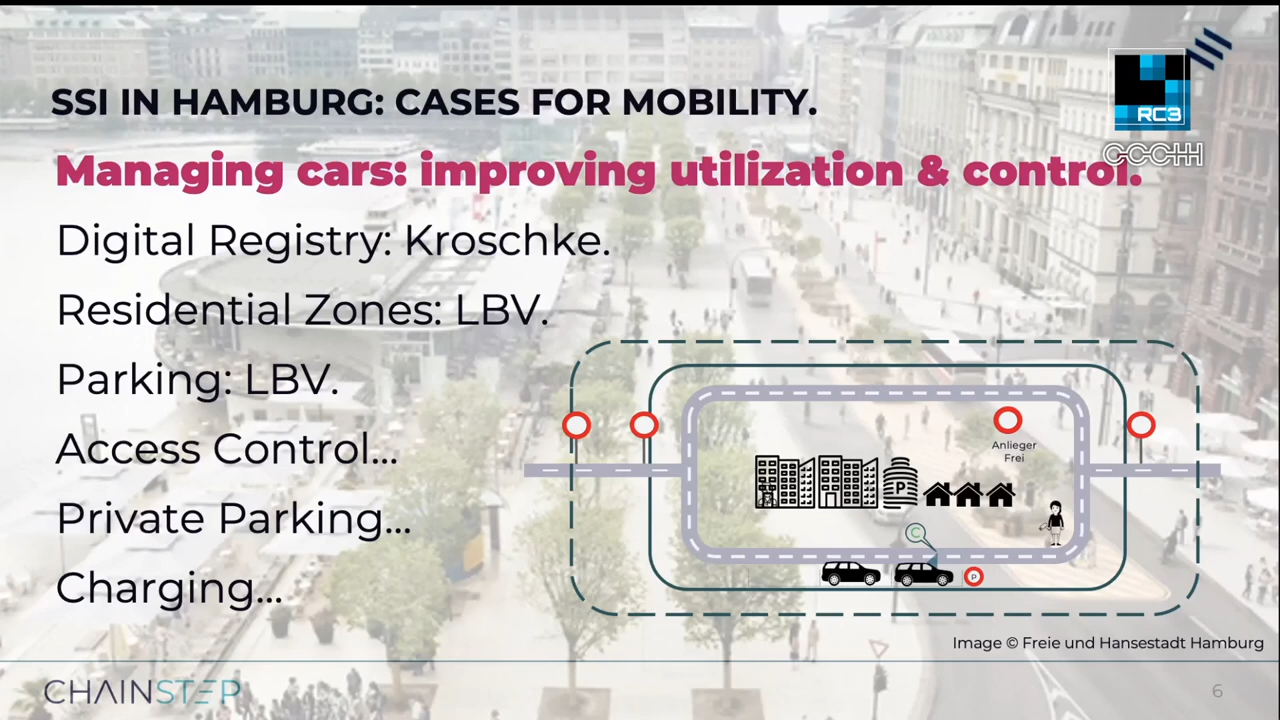 SSI IN HAMBURG: CASES FOR MOBILITY.
RC3
CCCHH
Managing cars: improving utilization & control.
Digital Registry: Kroschke.
Residential Zones: LBV.
Parking: LBV.
Access Control...
Private Parking...
Charging...
Anlieger
Frei
P
C
P
Image © Freie und Hansestadt Hamburg
CHAINSTEP
6